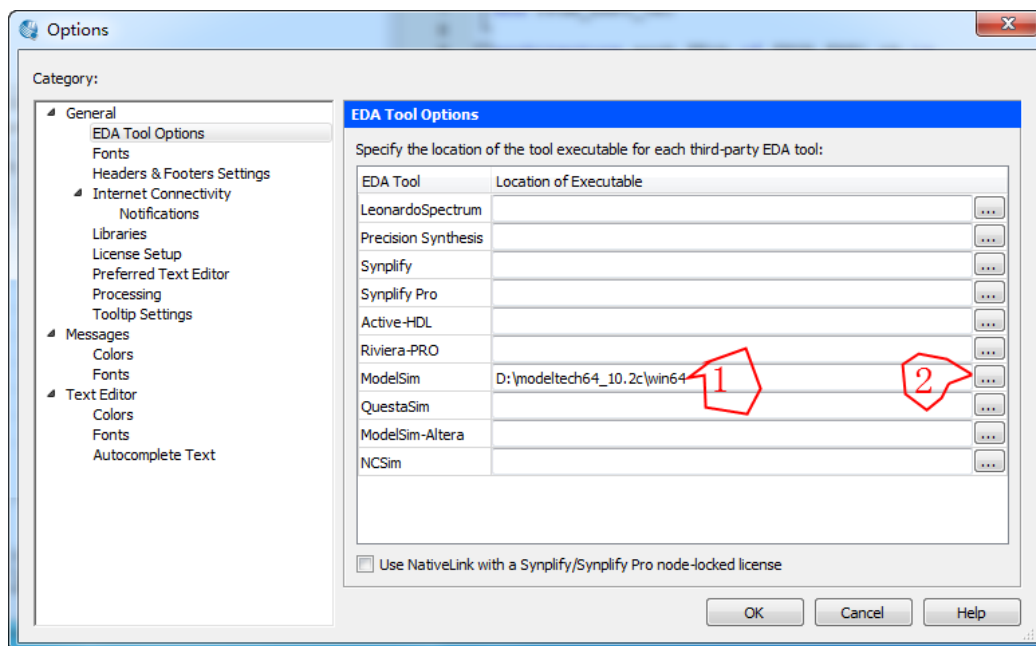 Options
Category:
General
EDA Tool Options
Fonts
Headers & Footers Settings
Internet Connectivity
Notifications
Libraries
License Setup
Preferred Text Editor
Processing
Tooltip Settings
Messages
Colors
Fonts
Text Editor
Colors
Fonts
Autocomplete Text
EDA Tool Options
Specify the location of the tool executable for each third-party EDA tool:
EDA Tool Location of Executable
LeonardoSpectrum ...
Precision Synthesis ...
Synplify ...
Synplify Pro ...
Active-HDL ...
Riviera-PRO ...
ModelSim D:\modeltech64_10.2c\win64 1 2 ...
QuestaSim ...
ModelSim-Altera ...
NCSim ...
Use NativeLink with a Synplify/Synplify Pro node-locked license
OK Cancel Help